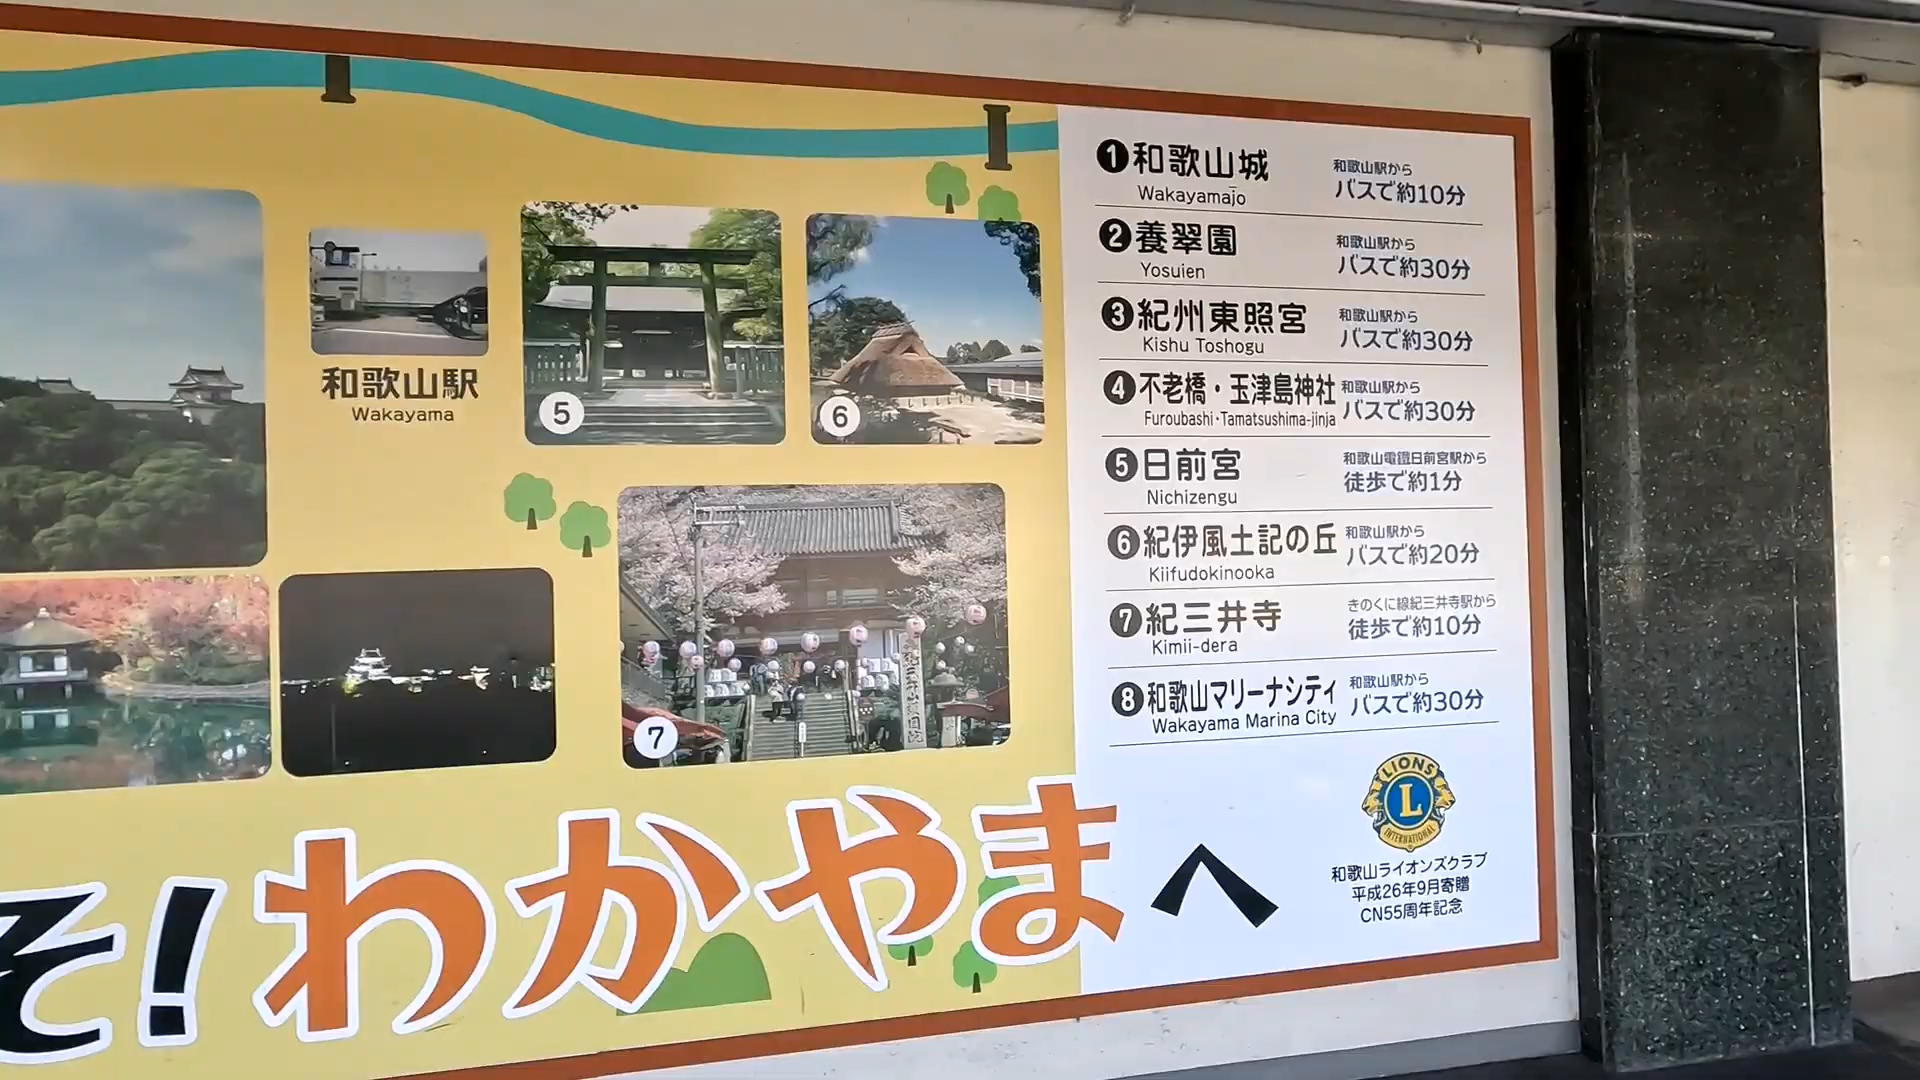 和歌山駅
Wakayama
5
6
7
そ！わかやまへ
1 和歌山城
Wakayamajo
和歌山駅から
バスで約10分
2 養翠園
Yosuien
和歌山駅から
バスで約30分
3 紀州東照宮
Kishu Toshogu
和歌山駅から
バスで約30分
4 不老橋・玉津島神社
Furoubashi・Tamatsushima-jinja
和歌山駅から
バスで約30分
5 日前宮
Nichizengu
和歌山電鐵日前宮駅から
徒歩で約1分
6 紀伊風土記の丘
Kiifudokinooka
和歌山駅から
バスで約20分
7 紀三井寺
Kimii-dera
きのくに線紀三井寺駅から
徒歩で約10分
8 和歌山マリーナシティ
Wakayama Marina City
和歌山駅から
バスで約30分
LIONS
L
INTERNATIONAL
和歌山ライオンズクラブ
平成26年9月寄贈
CN55周年記念